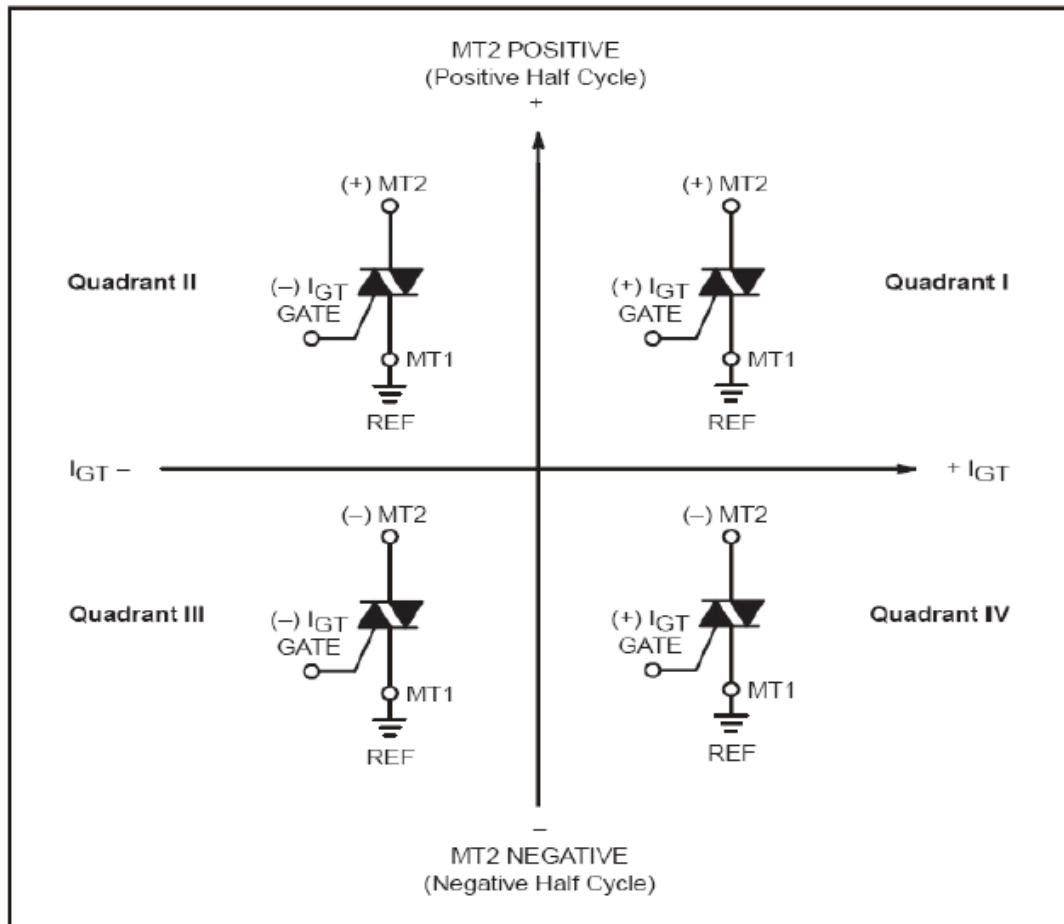 MT2 POSITIVE
(Positive Half Cycle)
+
(+) MT2
(+) MT2
Quadrant II
(–) IGT
GATE
(+) IGT
GATE
Quadrant I
MT1
MT1
REF
REF
IGT –
+ IGT
(–) MT2
(–) MT2
Quadrant III
(–) IGT
GATE
(+) IGT
GATE
Quadrant IV
MT1
MT1
REF
REF
–
MT2 NEGATIVE
(Negative Half Cycle)